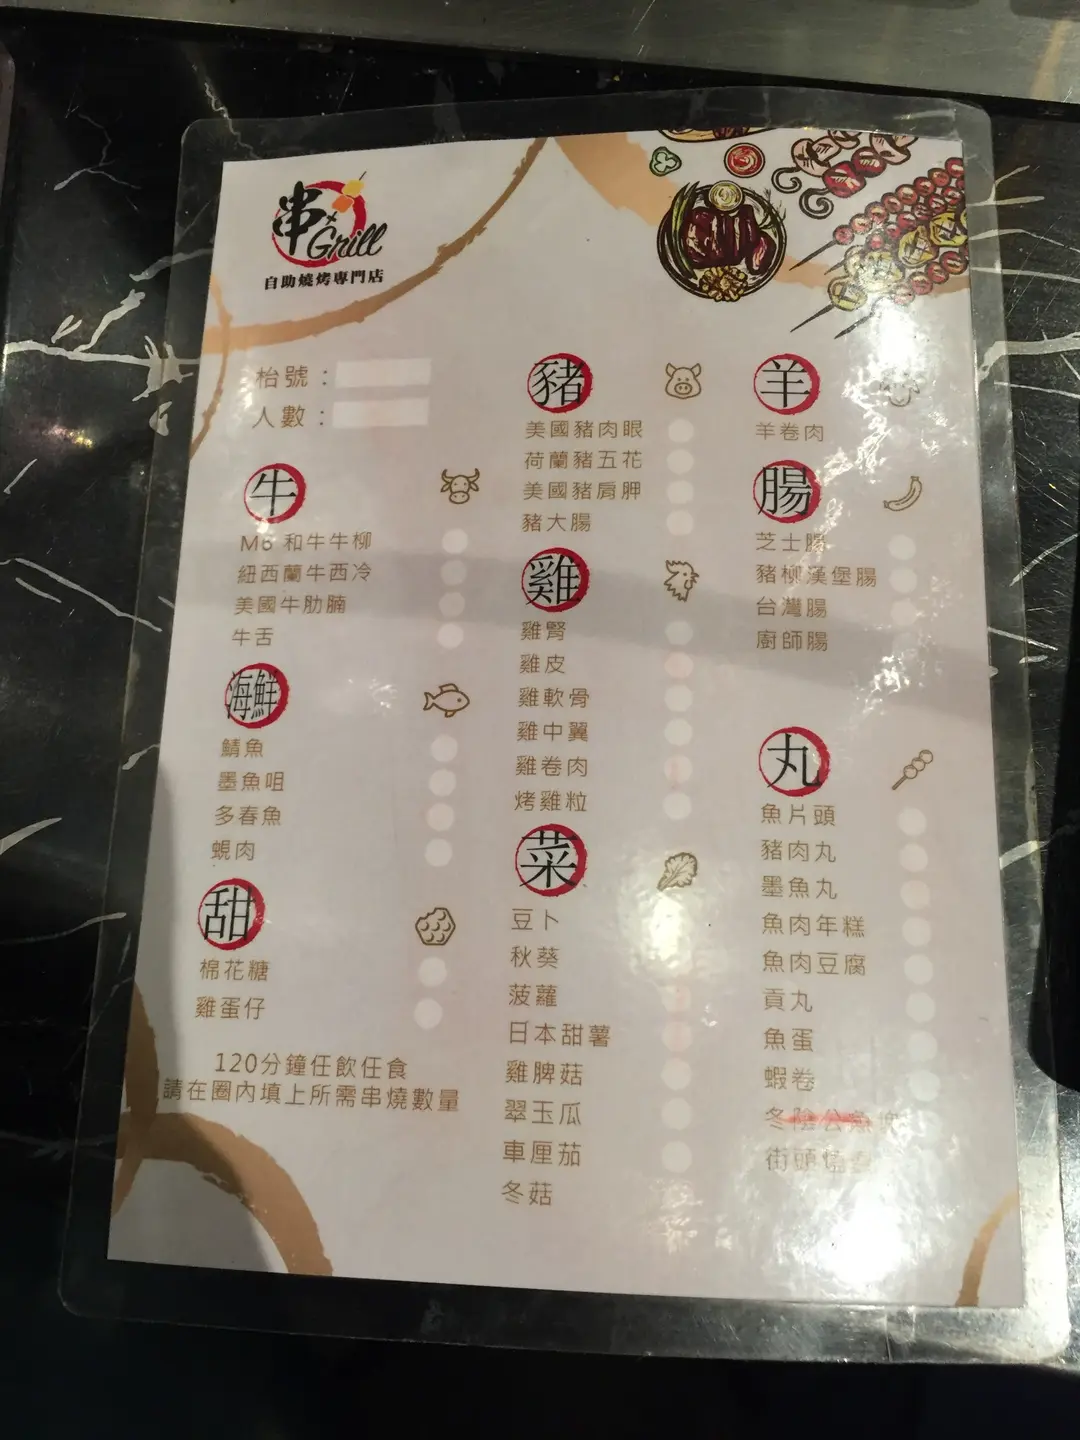 串
Grill
自助燒烤專門店
枱號：
人數：
牛
M6 和牛牛柳
紐西蘭牛西冷
美國牛肋腩
牛舌
海鮮
鯖魚
墨魚咀
多春魚
蜆肉
甜
棉花糖
雞蛋仔
120分鐘任飲任食
請在圈內填上所需串燒數量
豬
美國豬肉眼
荷蘭豬五花
美國豬肩胛
豬大腸
雞
雞腎
雞皮
雞軟骨
雞中翼
雞卷肉
烤雞粒
菜
豆卜
秋葵
菠蘿
日本甜薯
雞脾菇
翠玉瓜
車厘茄
冬菇
羊
羊卷肉
腸
芝士腸
豬柳漢堡腸
台灣腸
廚師腸
丸
魚片頭
豬肉丸
墨魚丸
魚肉年糕
魚肉豆腐
貢丸
魚蛋
蝦卷
冬陰公魚
街頭燒